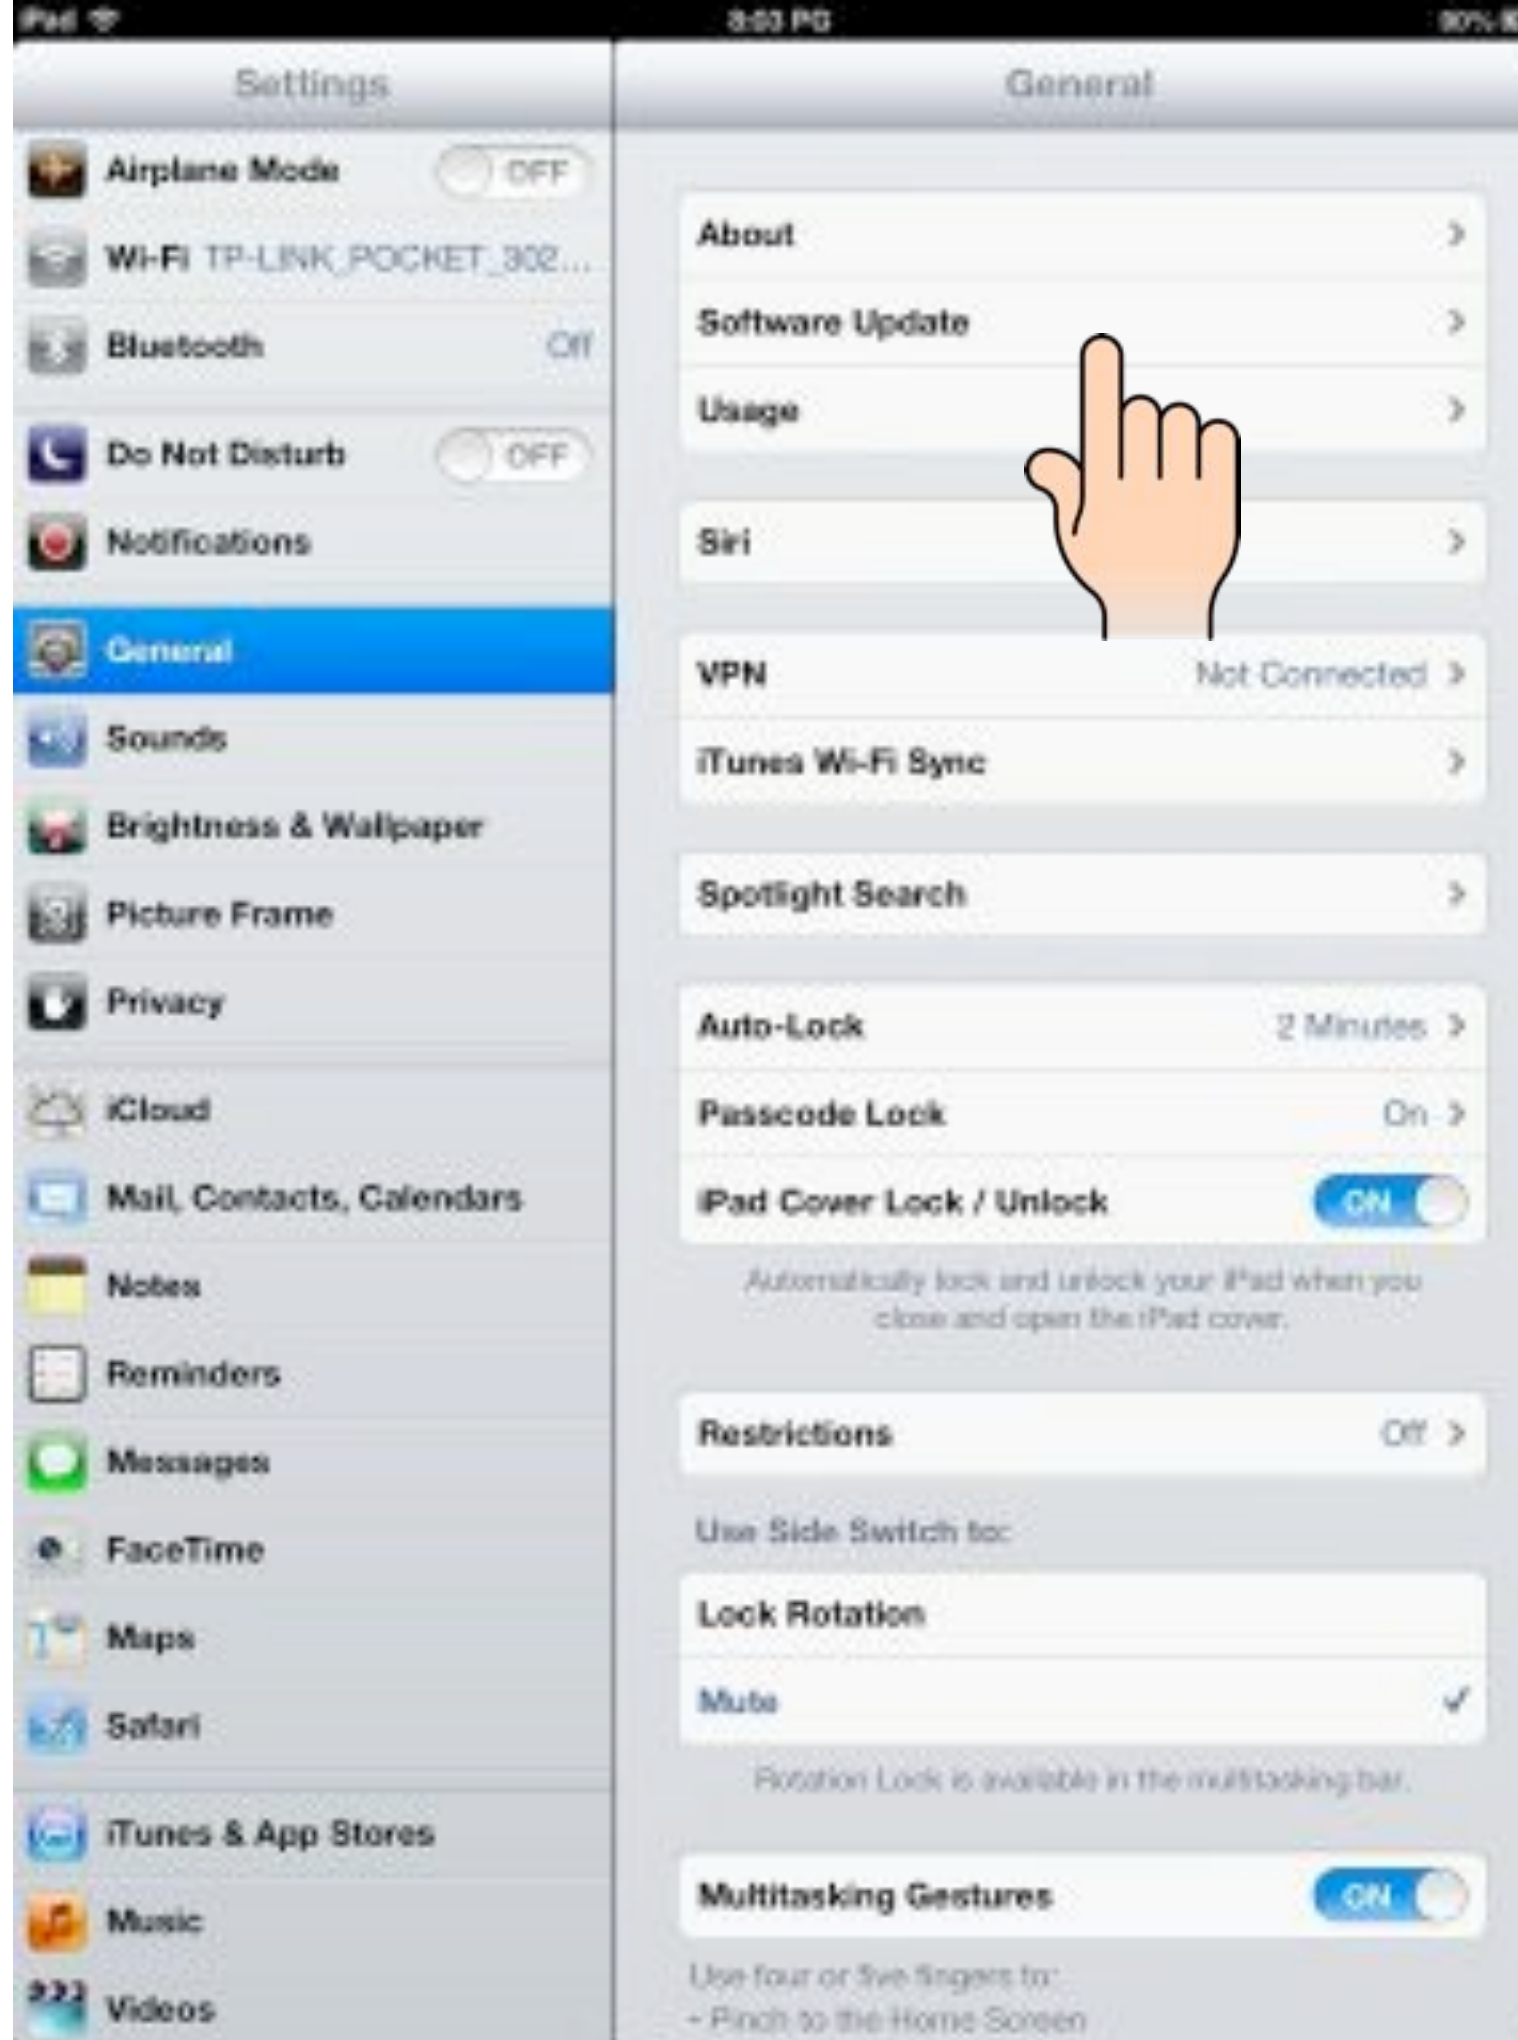 iPad
8:03 PG
90%
Settings
General
Airplane Mode OFF
Wi-Fi TP-LINK_POCKET_302...
Bluetooth Off
Do Not Disturb OFF
Notifications
General
Sounds
Brightness & Wallpaper
Picture Frame
Privacy
iCloud
Mail, Contacts, Calendars
Notes
Reminders
Messages
FaceTime
Maps
Safari
iTunes & App Stores
Music
Videos
About
Software Update
Usage
Siri
VPN Not Connected
iTunes Wi-Fi Sync
Spotlight Search
Auto-Lock 2 Minutes
Passcode Lock On
iPad Cover Lock / Unlock ON
Automatically lock and unlock your iPad when you
close and open the iPad cover.
Restrictions Off
Use Side Switch to:
Lock Rotation
Mute
Rotation Lock is available in the multitasking bar.
Multitasking Gestures ON
Use four or five fingers to:
- Pinch to the Home Screen